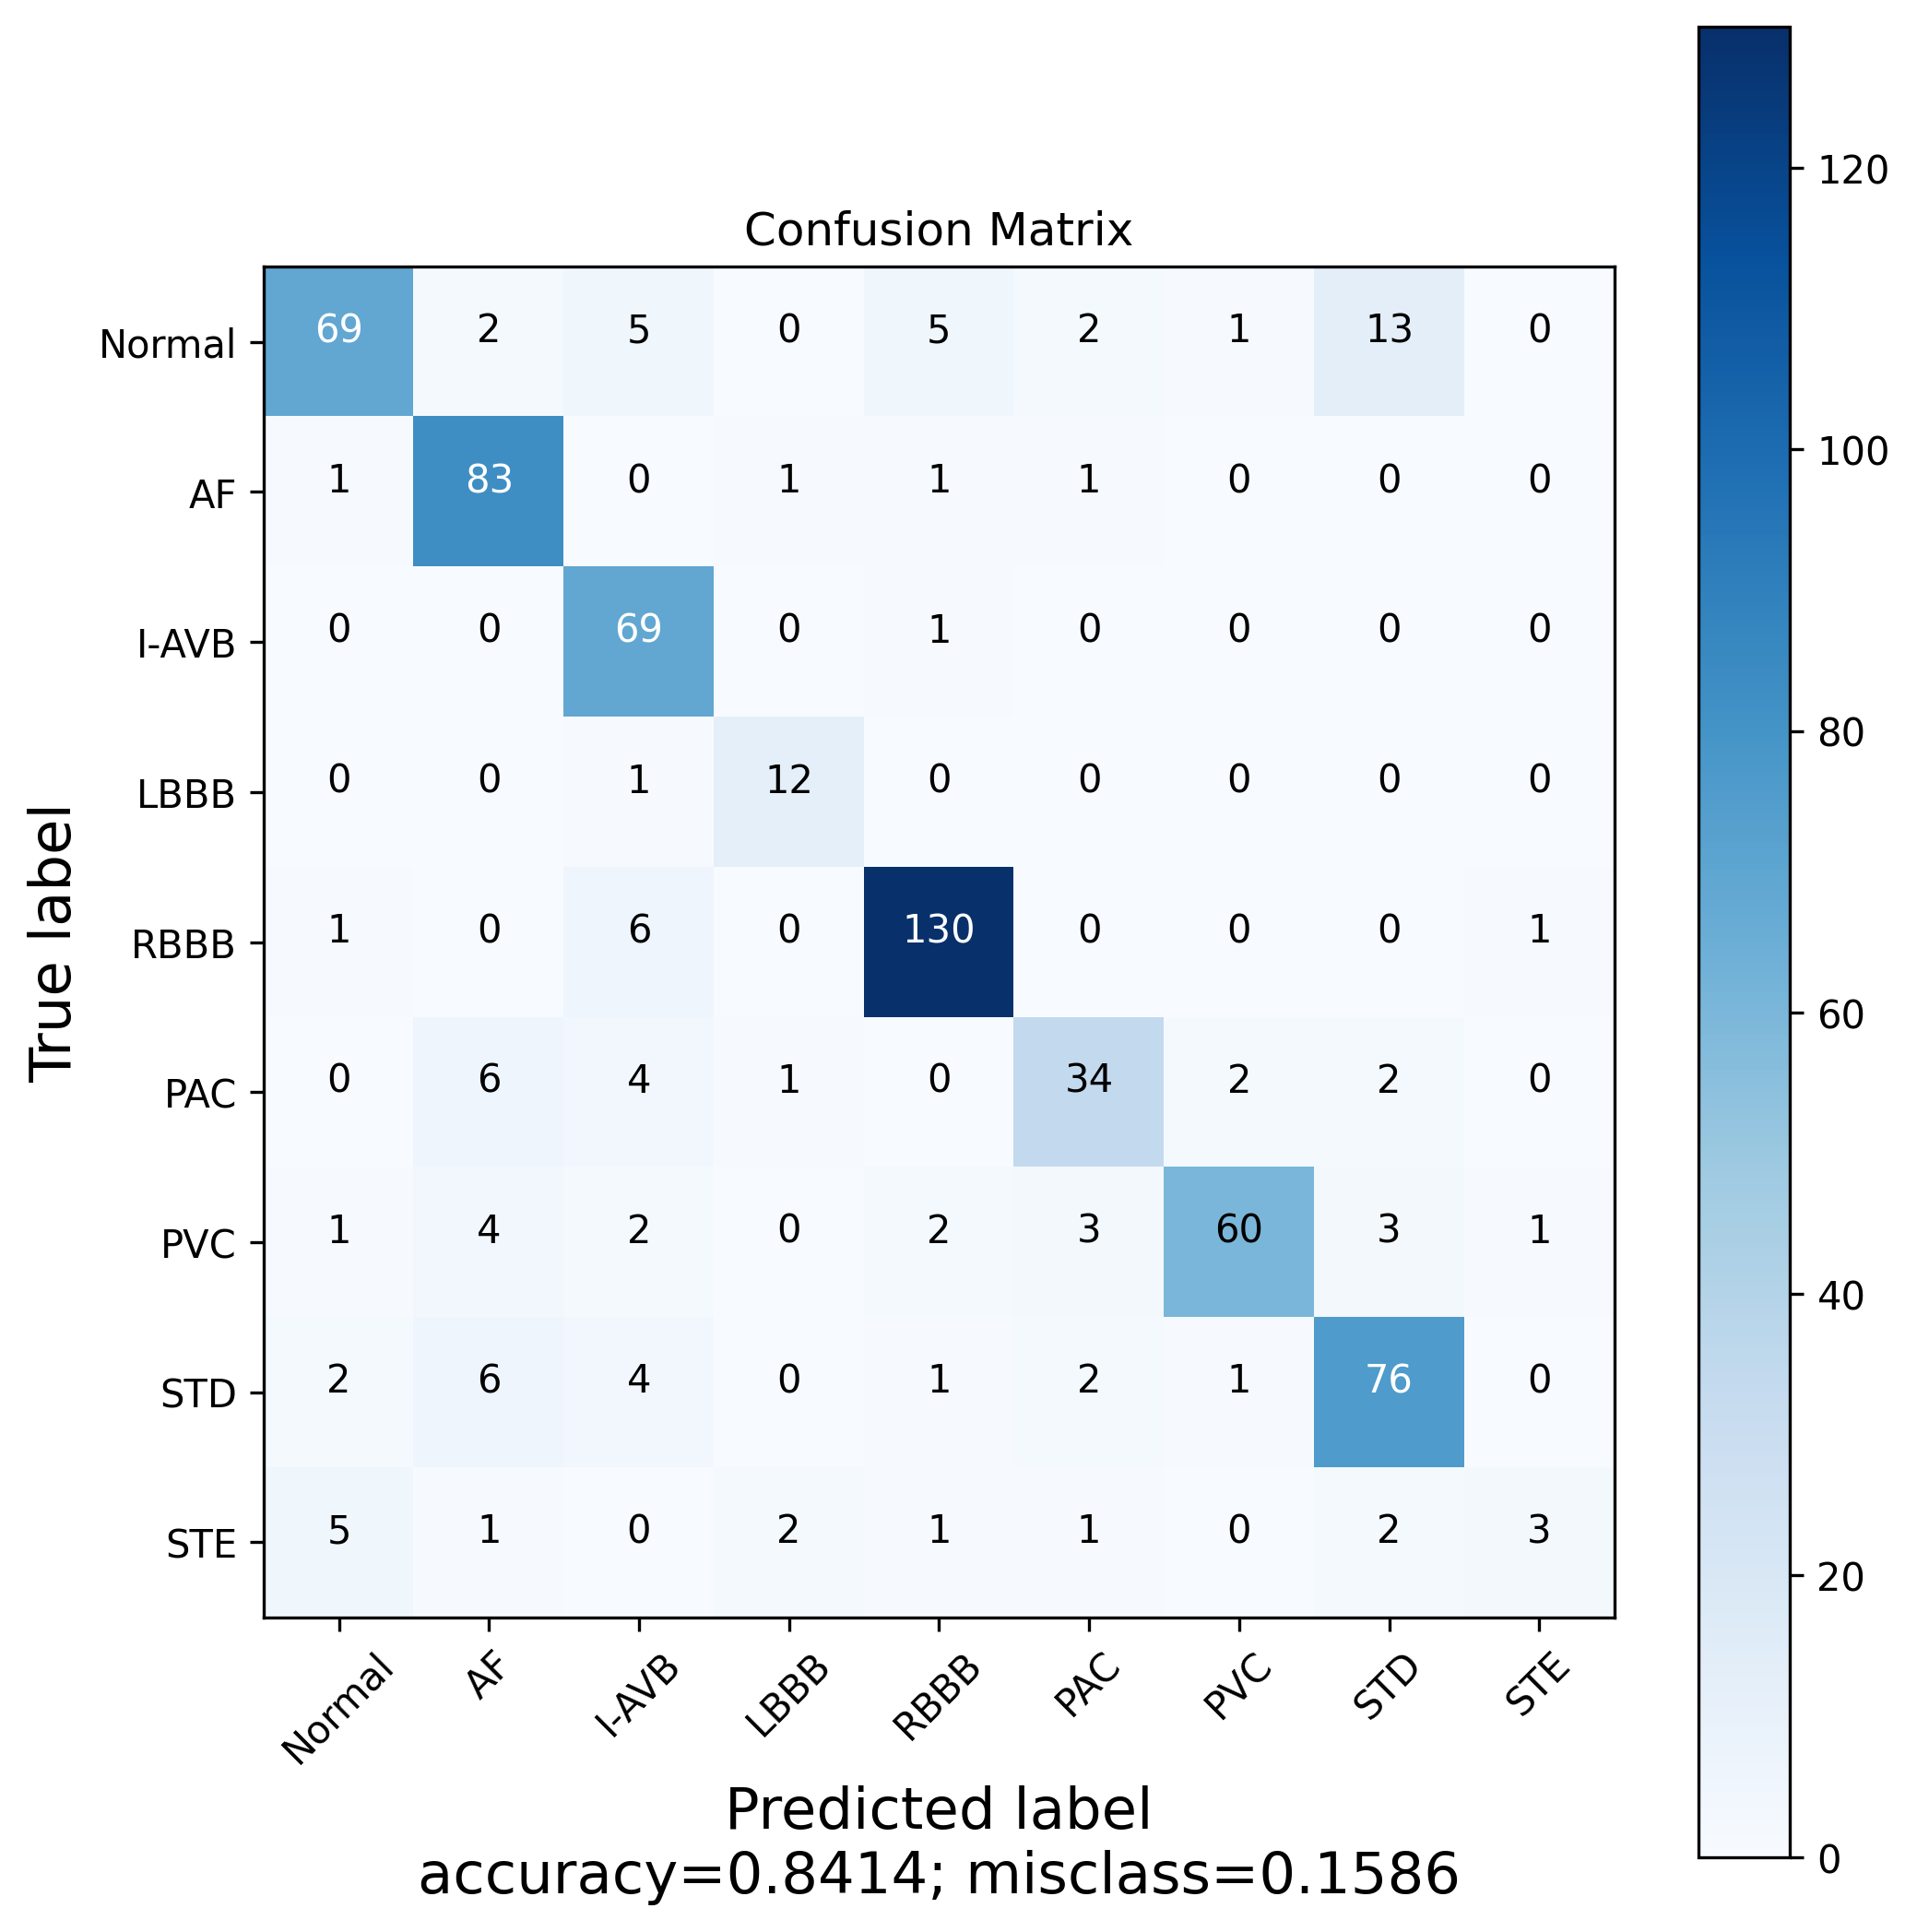 Confusion Matrix
True label
Normal 69 2 5 0 5 2 1 13 0
AF 1 83 0 1 1 1 0 0 0
I-AVB 0 0 69 0 1 0 0 0 0
LBBB 0 0 1 12 0 0 0 0 0
RBBB 1 0 6 0 130 0 0 0 1
PAC 0 6 4 1 0 34 2 2 0
PVC 1 4 2 0 2 3 60 3 1
STD 2 6 4 0 1 2 1 76 0
STE 5 1 0 2 1 1 0 2 3
Normal AF I-AVB LBBB RBBB PAC PVC STD STE
Predicted label
accuracy=0.8414; misclass=0.1586
120
100
80
60
40
20
0